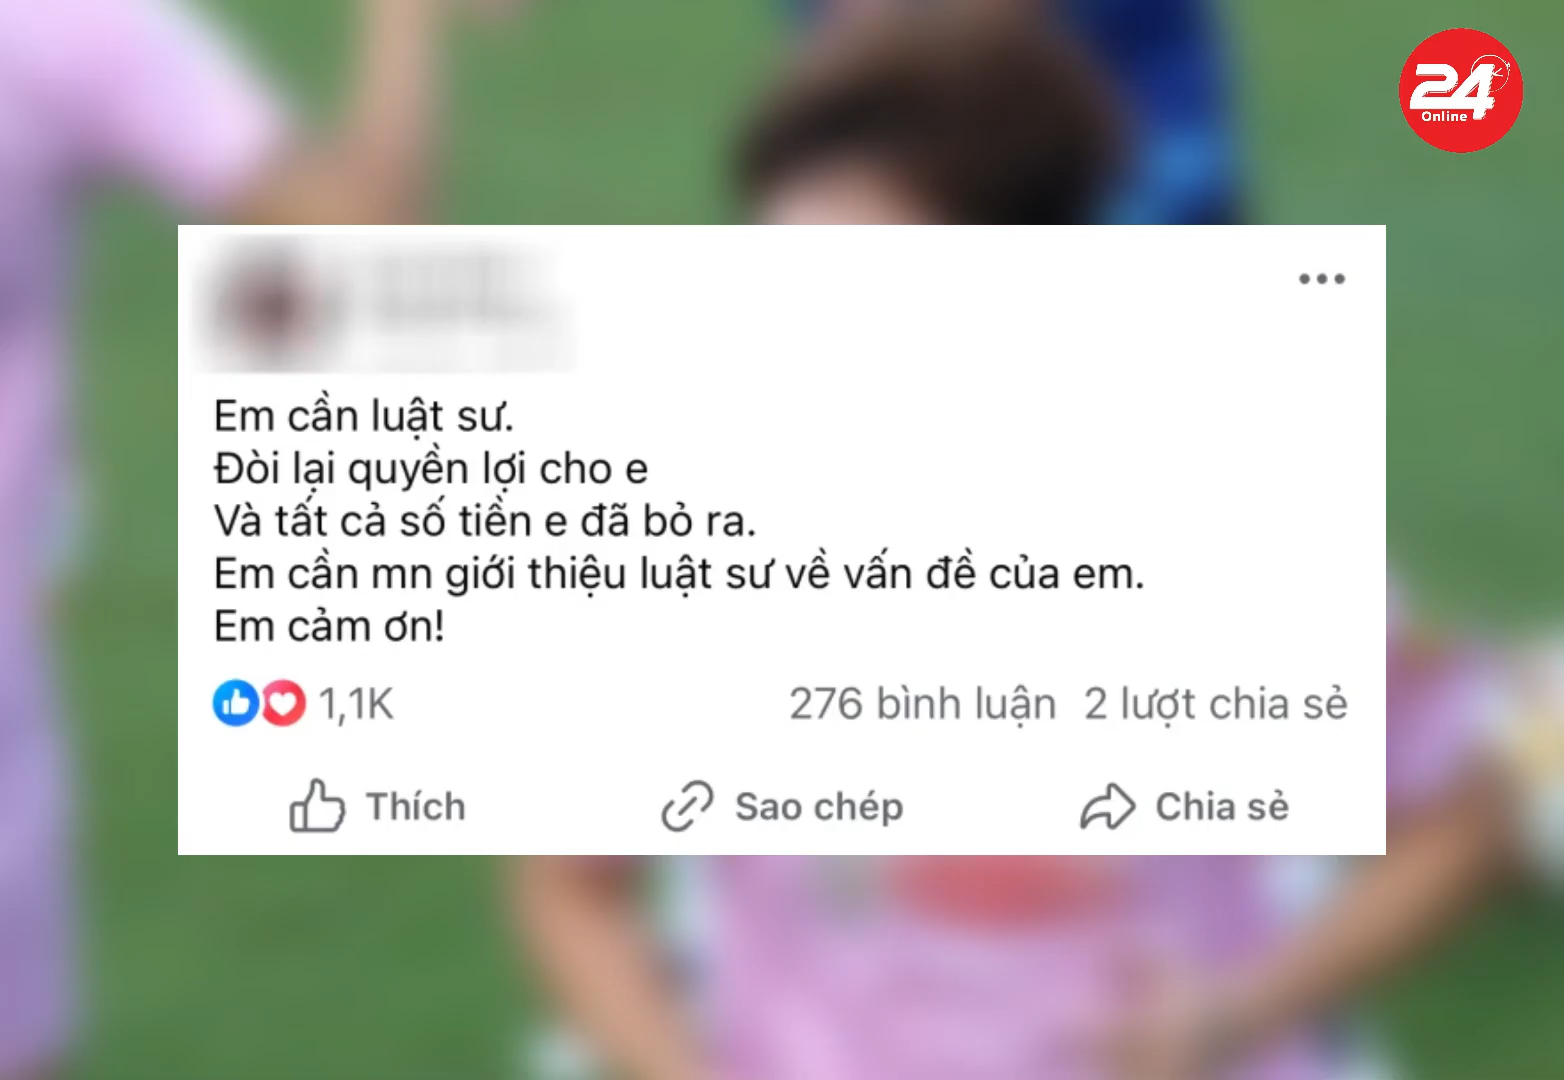 24
Online
Em cần luật sư.
Đòi lại quyền lợi cho e
Và tất cả số tiền e đã bỏ ra.
Em cần mn giới thiệu luật sư về vấn đề của em.
Em cảm ơn!
1,1K 276 bình luận 2 lượt chia sẻ
Thích Sao chép Chia sẻ